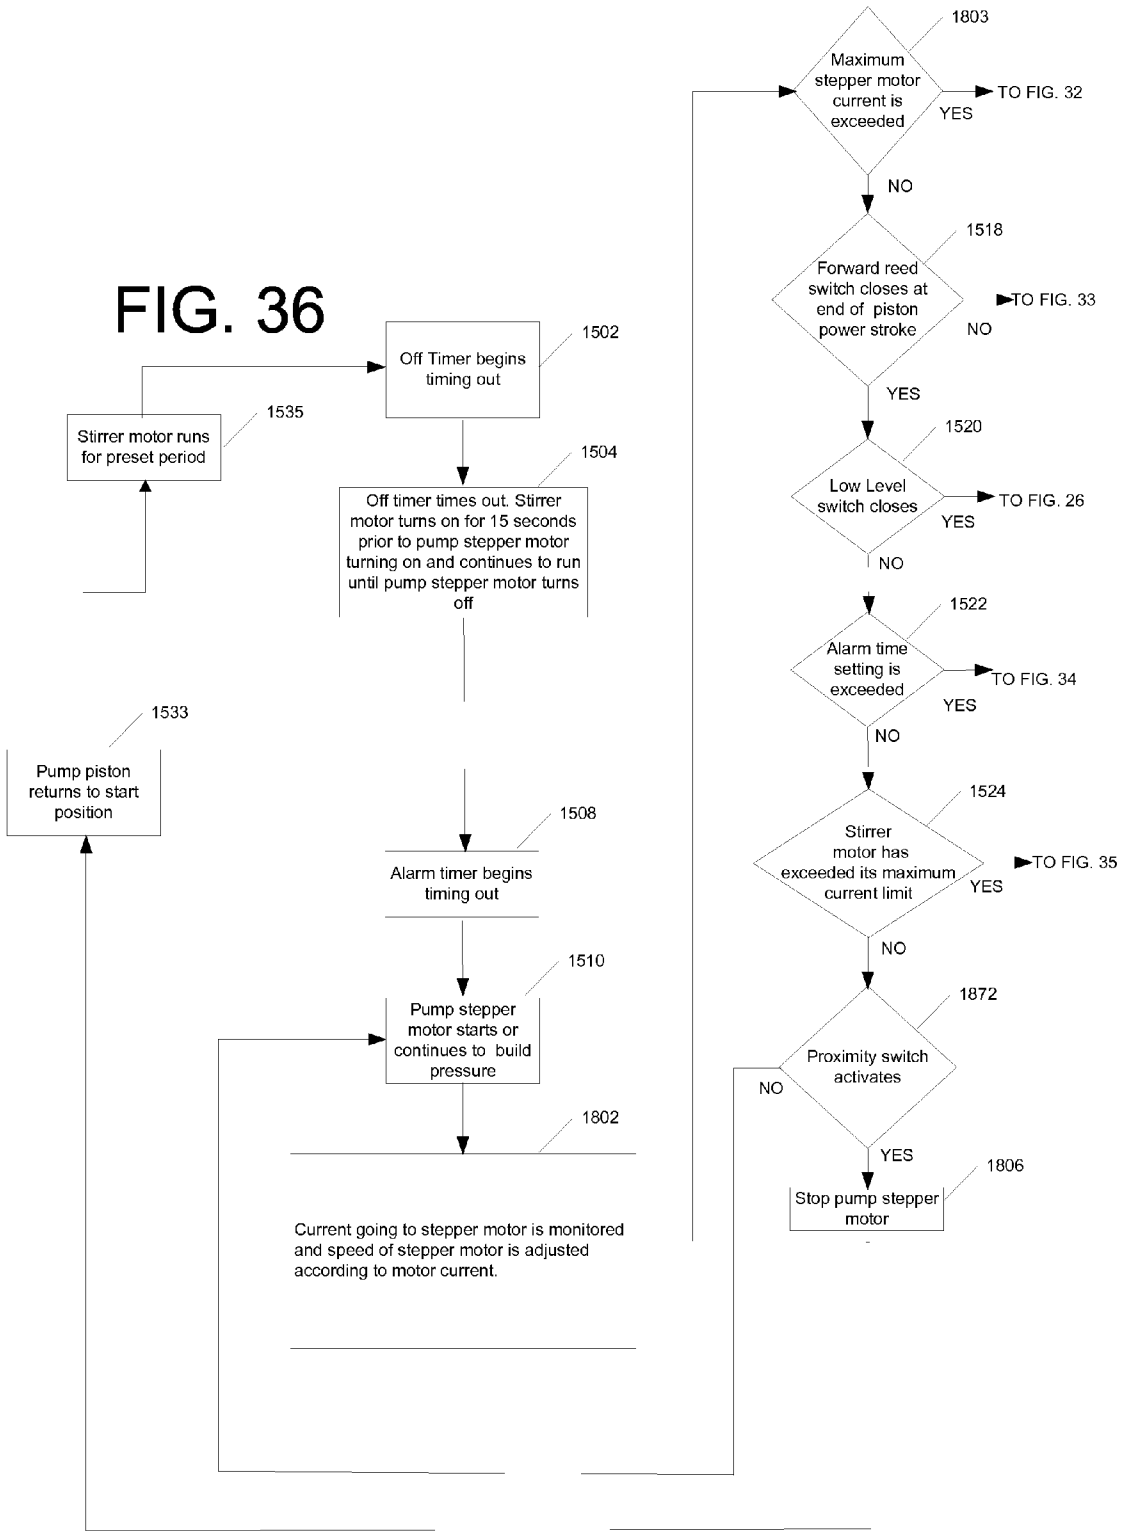 FIG. 36
1535
Stirrer motor runs
for preset period
1533
Pump piston
returns to start
position
1502
Off Timer begins
timing out
1504
Off timer times out. Stirrer
motor turns on for 15 seconds
prior to pump stepper motor
turning on and continues to run
until pump stepper motor turns
off
1508
Alarm timer begins
timing out
1510
Pump stepper
motor starts or
continues to build
pressure
1802
Current going to stepper motor is monitored
and speed of stepper motor is adjusted
according to motor current.
1803
Maximum
stepper motor
current is
exceeded
TO FIG. 32
YES
NO
1518
Forward reed
switch closes at
end of piston
power stroke
TO FIG. 33
NO
YES
1520
Low Level
switch closes
TO FIG. 26
YES
NO
1522
Alarm time
setting is
exceeded
TO FIG. 34
YES
NO
1524
Stirrer
motor has
exceeded its maximum
current limit
TO FIG. 35
YES
NO
1872
Proximity switch
activates
NO
YES
1806
Stop pump stepper
motor